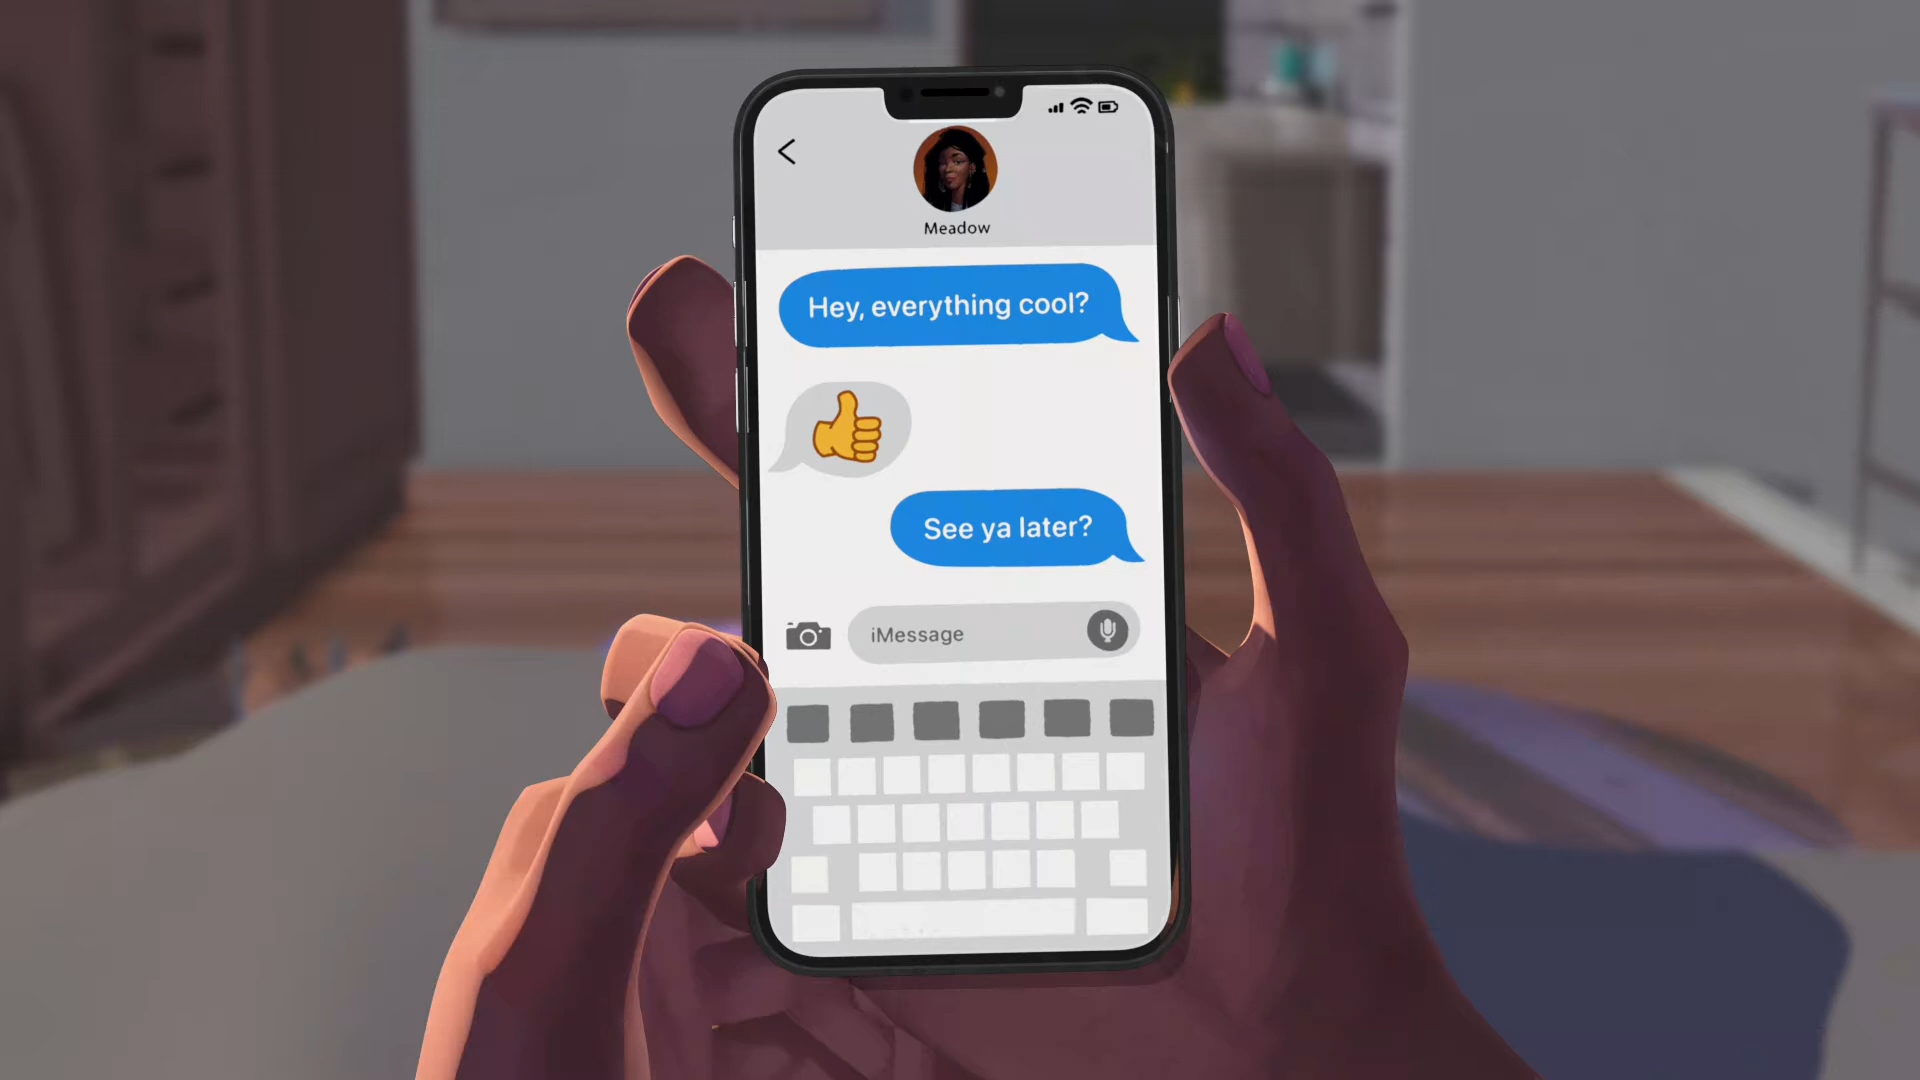 Meadow
Hey, everything cool?
👍
See ya later?
iMessage